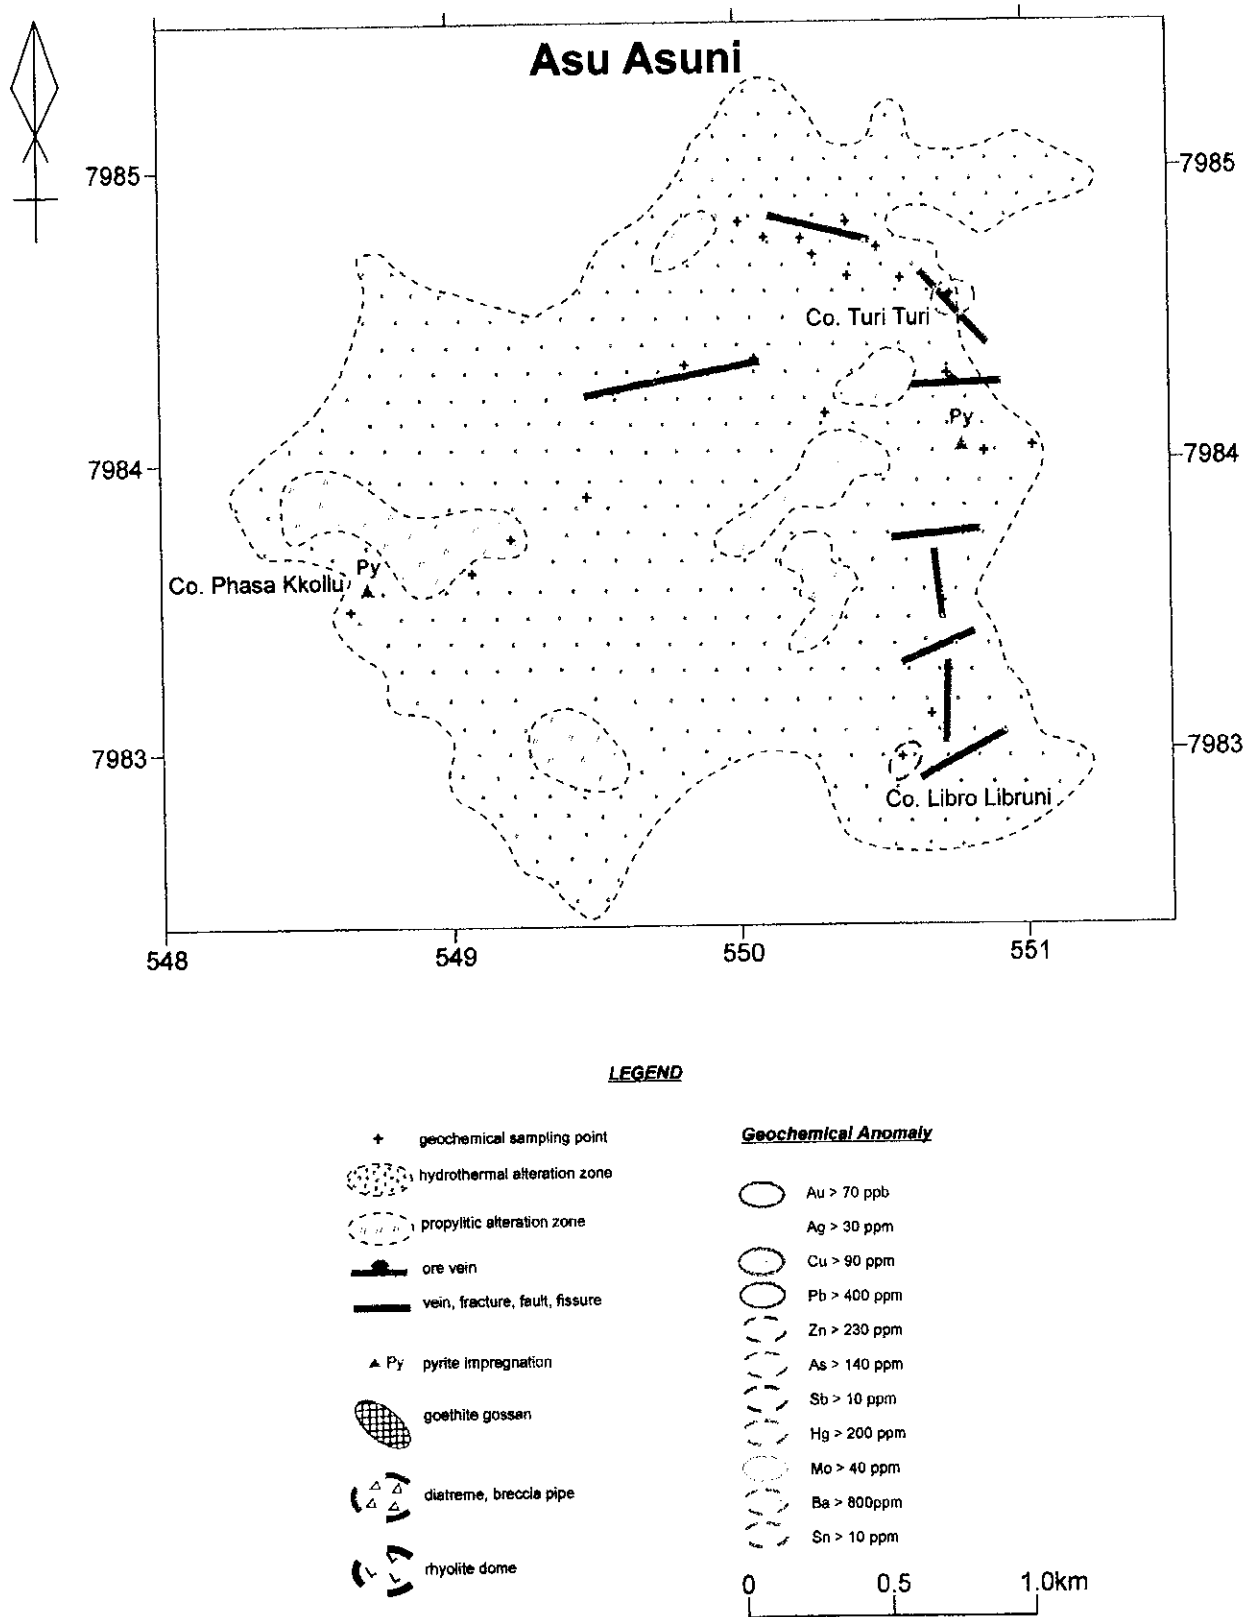 Asu Asuni
7985
7985
Co. Turi Turi
Py
7984
7984
Py
Co. Phasa Kkollu
7983
7983
Co. Libro Libruni
548
549
550
551
LEGEND
geochemical sampling point
hydrothermal alteration zone
propylitic alteration zone
ore vein
vein, fracture, fault, fissure
Py pyrite impregnation
goethite gossan
diatreme, breccia pipe
rhyolite dome
Geochemical Anomaly
Au > 70 ppb
Ag > 30 ppm
Cu > 90 ppm
Pb > 400 ppm
Zn > 230 ppm
As > 140 ppm
Sb > 10 ppm
Hg > 200 ppm
Mo > 40 ppm
Ba > 800ppm
Sn > 10 ppm
0 0.5 1.0km